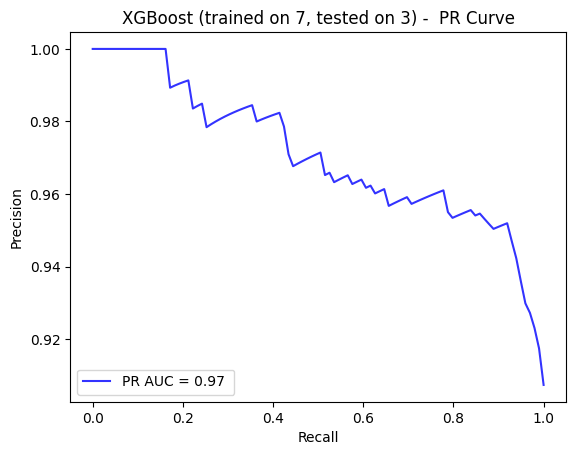 XGBoost (trained on 7, tested on 3) -  PR Curve
1.00
0.98
0.96
0.94
0.92
Precision
PR AUC = 0.97
0.0 0.2 0.4 0.6 0.8 1.0
Recall